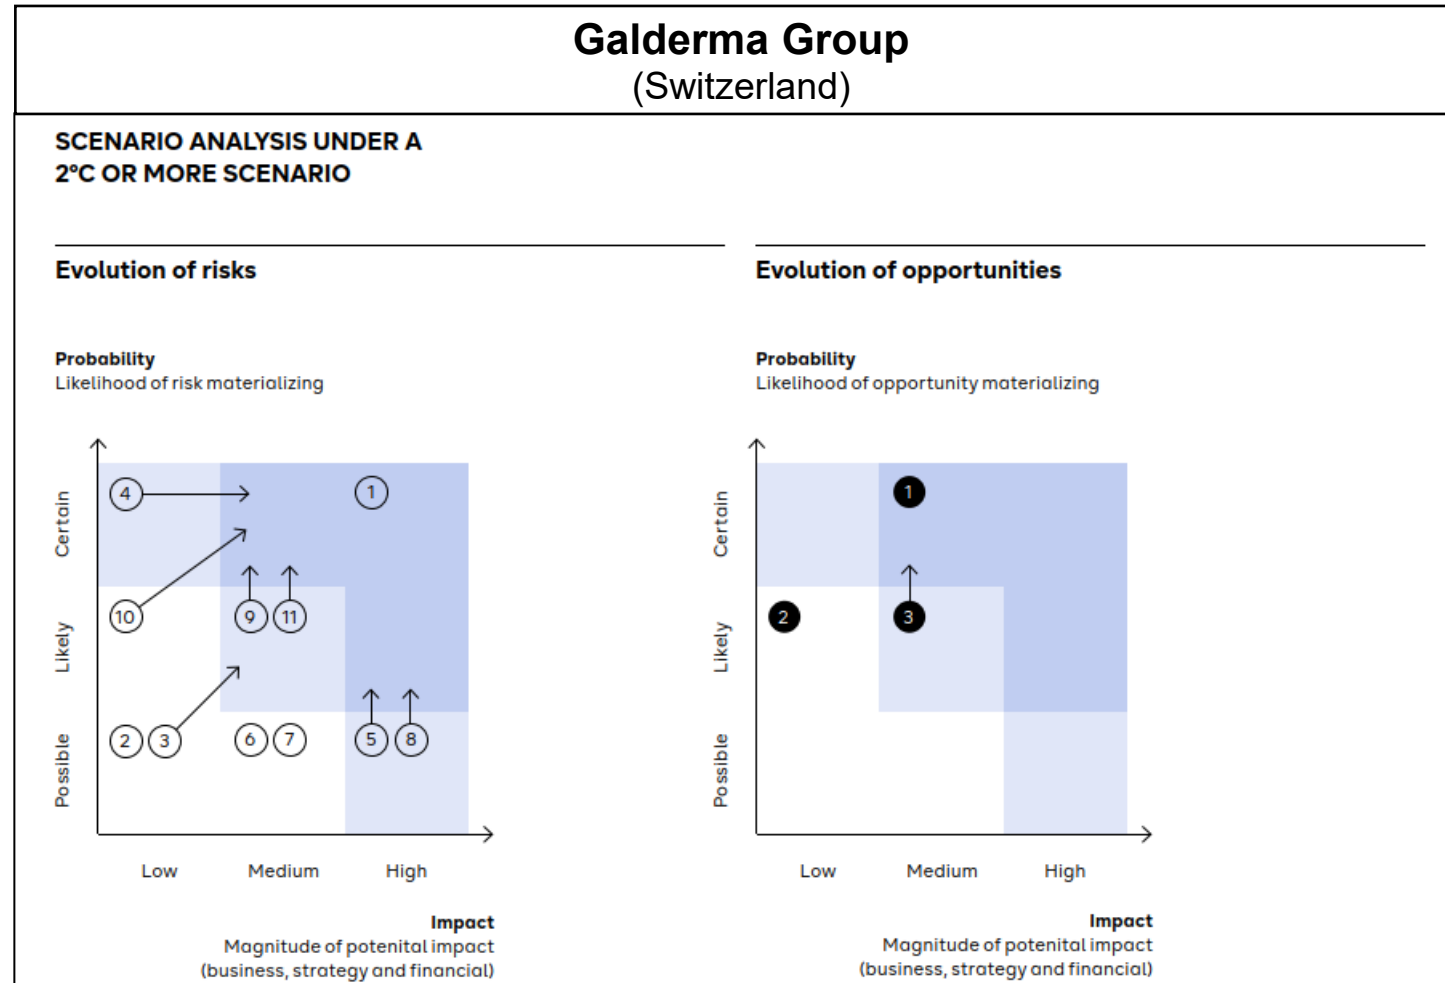 Galderma Group
(Switzerland)
SCENARIO ANALYSIS UNDER A
2°C OR MORE SCENARIO
Evolution of risks
Probability
Likelihood of risk materializing
Certain
Likely
Possible
4
1
10
9
11
2
3
6
7
5
8
Low
Medium
High
Impact
Magnitude of potenital impact
(business, strategy and financial)
Evolution of opportunities
Probability
Likelihood of opportunity materializing
Certain
Likely
Possible
1
2
3
Low
Medium
High
Impact
Magnitude of potenital impact
(business, strategy and financial)